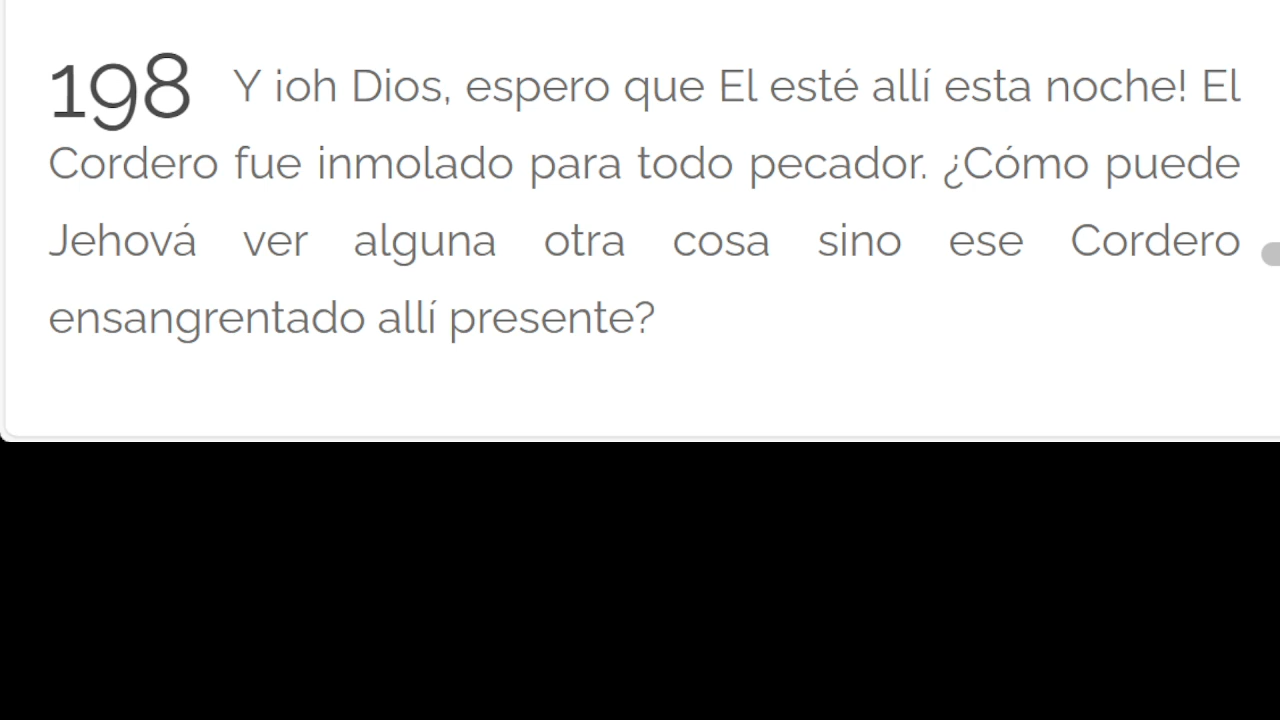 198 Y ¡oh Dios, espero que El esté allí esta noche! El
Cordero fue inmolado para todo pecador. ¿Cómo puede
Jehová ver alguna otra cosa sino ese Cordero
ensangrentado allí presente?